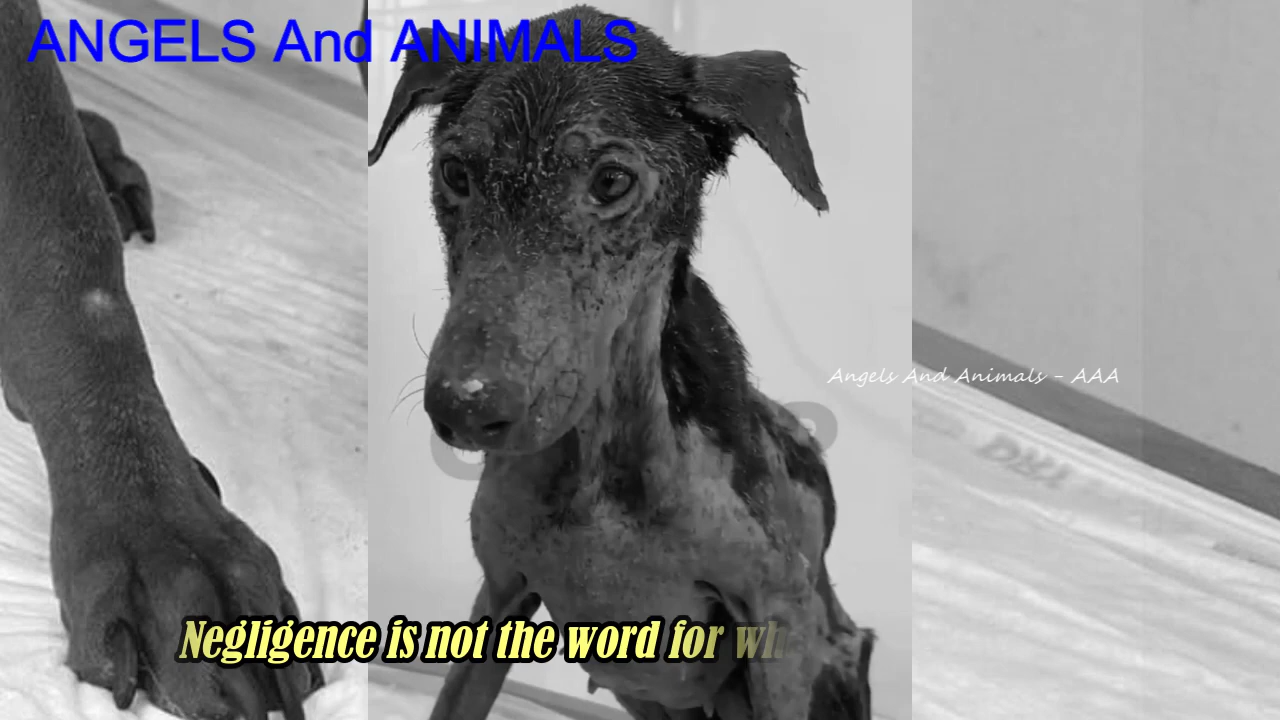 ANGELS And ANIMALS
Angels And Animals - AAA
Negligence is not the word for